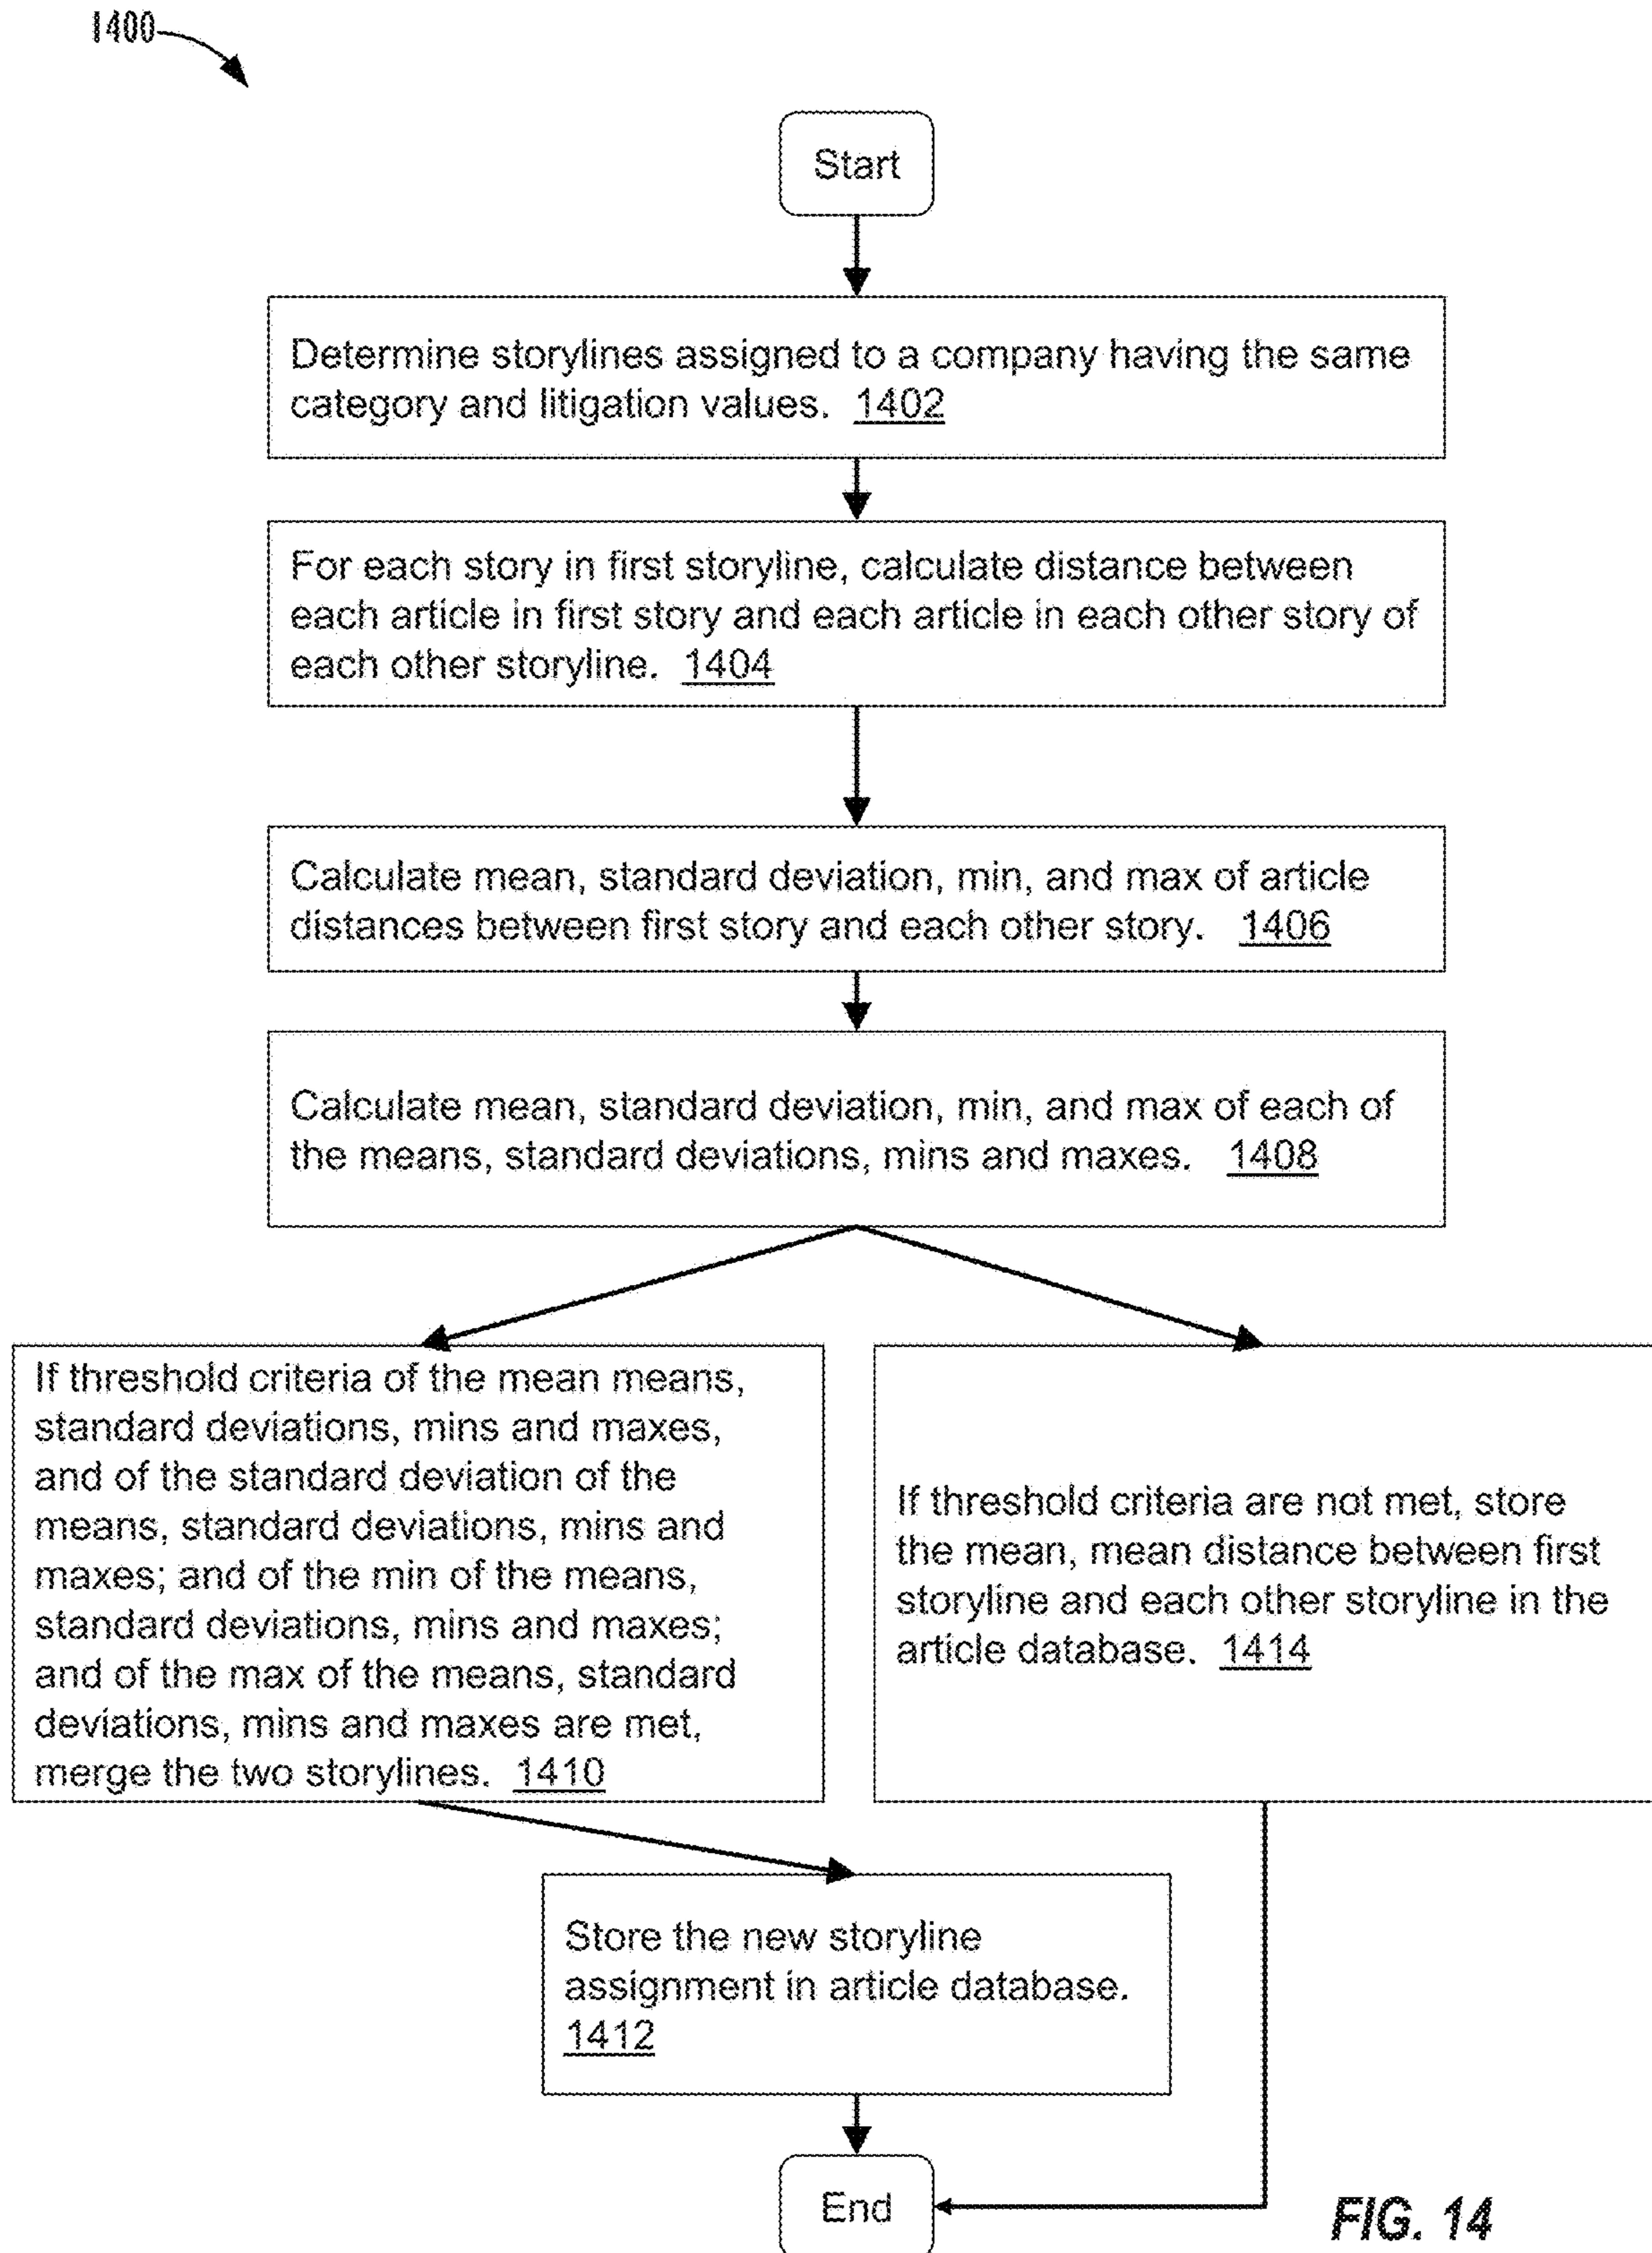 1400
Start
Determine storylines assigned to a company having the same
category and litigation values. 1402
For each story in first storyline, calculate distance between
each article in first story and each article in each other story of
each other storyline. 1404
Calculate mean, standard deviation, min, and max of article
distances between first story and each other story. 1406
Calculate mean, standard deviation, min, and max of each of
the means, standard deviations, mins and maxes. 1408
If threshold criteria of the mean means,
standard deviations, mins and maxes,
and of the standard deviation of the
means, standard deviations, mins and
maxes; and of the min of the means,
standard deviations, mins and maxes;
and of the max of the means, standard
deviations, mins and maxes are met,
merge the two storylines. 1410
If threshold criteria are not met, store
the mean, mean distance between first
storyline and each other storyline in the
article database. 1414
Store the new storyline
assignment in article database.
1412
End
FIG. 14